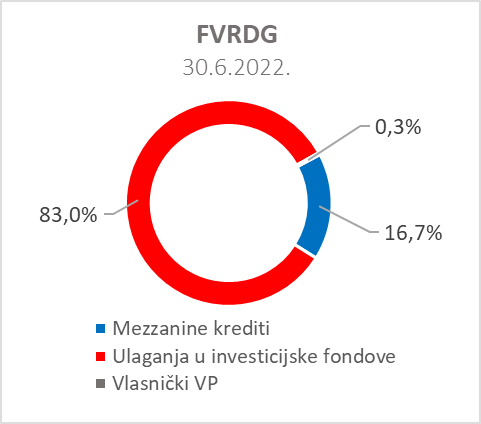 FVRDG
30.6.2022.
0,3%
83,0%
16,7%
Mezzanine krediti
Ulaganja u investicijske fondove
Vlasnički VP